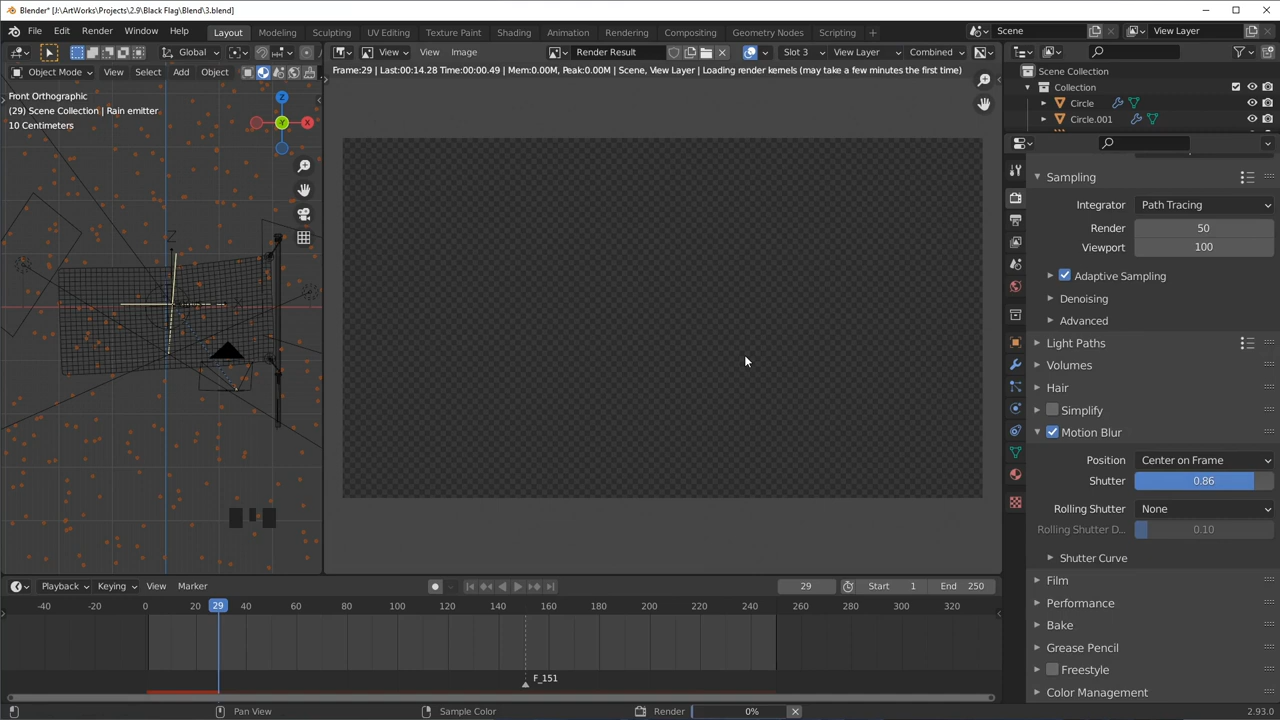 Blender* [J:\ArtWorks\Projects\2.9\Black Flag\Blend\3.blend]
File Edit Render Window Help Layout Modeling Sculpting UV Editing Texture Paint Shading Animation Rendering Compositing Geometry Nodes Scripting + Scene View Layer
Global View View Image Render Result Slot 3 View Layer Combined
Object Mode View Select Add Object
Frame:29 | Last:00:14.28 Time:00:00.49 | Mem:0.00M, Peak:0.00M | Scene, View Layer | Loading render kernels (may take a few minutes the first time)
Scene Collection
Collection
Circle
Circle.001
Front Orthographic
(29) Scene Collection | Rain emitter
10 Centimeters
Z
X
Y
Sampling
Integrator Path Tracing
Render 50
Viewport 100
Adaptive Sampling
Denoising
Advanced
Light Paths
Volumes
Hair
Simplify
Motion Blur
Position Center on Frame
Shutter 0.86
Rolling Shutter None
Rolling Shutter D... 0.10
Shutter Curve
Film
Performance
Bake
Grease Pencil
Freestyle
Color Management
Playback Keying View Marker 29 Start 1 End 250
-40 -20 0 20 29 40 60 80 100 120 140 160 180 200 220 240 260 280 300 320
F_151
Pan View Sample Color Render 0% 2.93.0